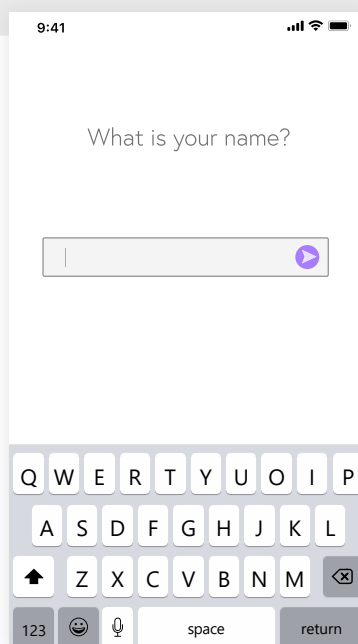 9:41
What is your name?
Q W E R T Y U O I P
A S D F G H J K L
Z X C V B N M
123 space return